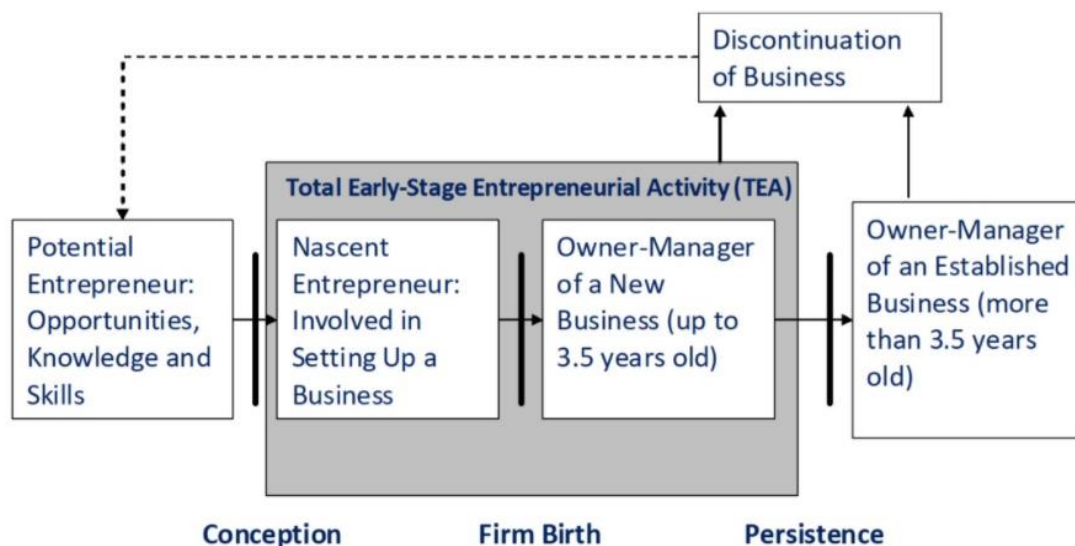 Discontinuation
of Business
Total Early-Stage Entrepreneurial Activity (TEA)
Potential
Entrepreneur:
Opportunities,
Knowledge and
Skills
Nascent
Entrepreneur:
Involved in
Setting Up a
Business
Owner-Manager
of a New
Business (up to
3.5 years old)
Owner-Manager
of an Established
Business (more
than 3.5 years
old)
Conception
Firm Birth
Persistence